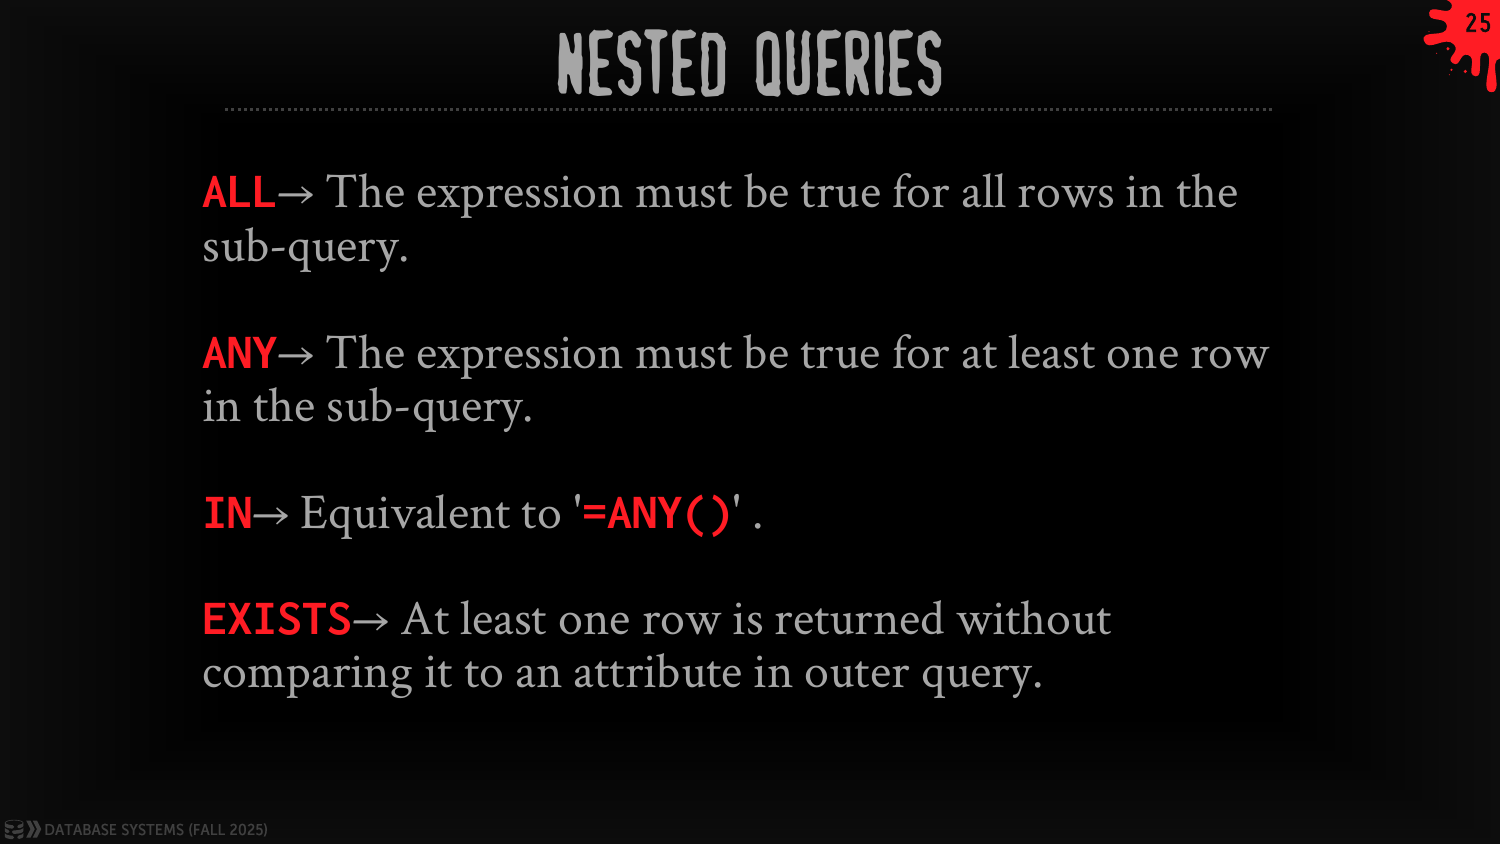 NESTED QUERIES
25
ALL→ The expression must be true for all rows in the
sub-query.
ANY→ The expression must be true for at least one row
in the sub-query.
IN→ Equivalent to '=ANY()' .
EXISTS→ At least one row is returned without
comparing it to an attribute in outer query.
DATABASE SYSTEMS (FALL 2025)